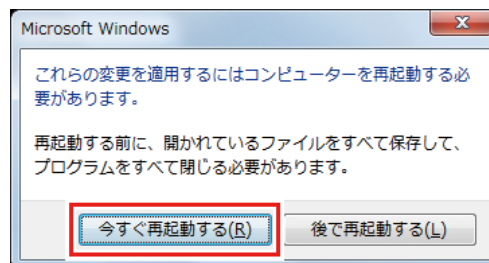 Microsoft Windows
これらの変更を適用するにはコンピューターを再起動する必
要があります。
再起動する前に、開かれているファイルをすべて保存して、
プログラムをすべて閉じる必要があります。
今すぐ再起動する(R) 後で再起動する(L)